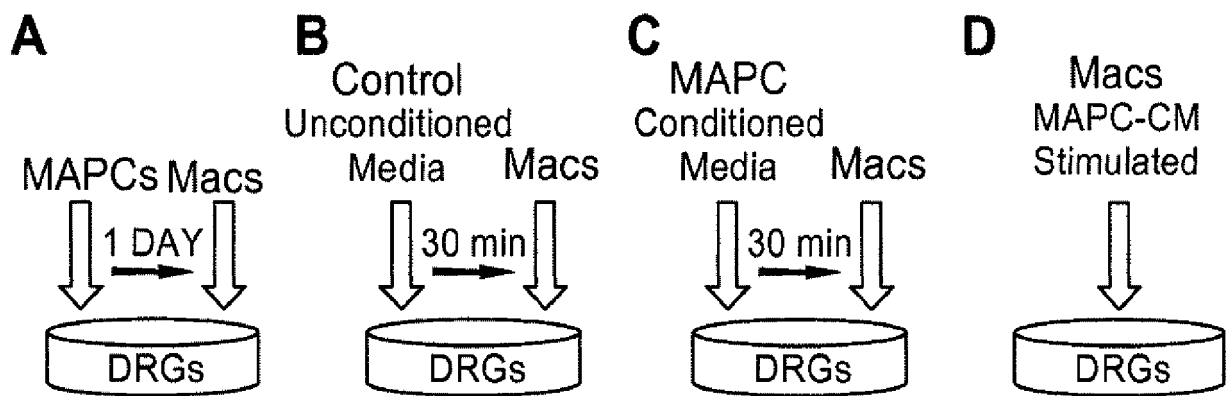 A
MAPCs Macs
1 DAY
DRGs
B
Control
Unconditioned
Media Macs
30 min
DRGs
C
MAPC
Conditioned
Media Macs
30 min
DRGs
D
Macs
MAPC-CM
Stimulated
DRGs